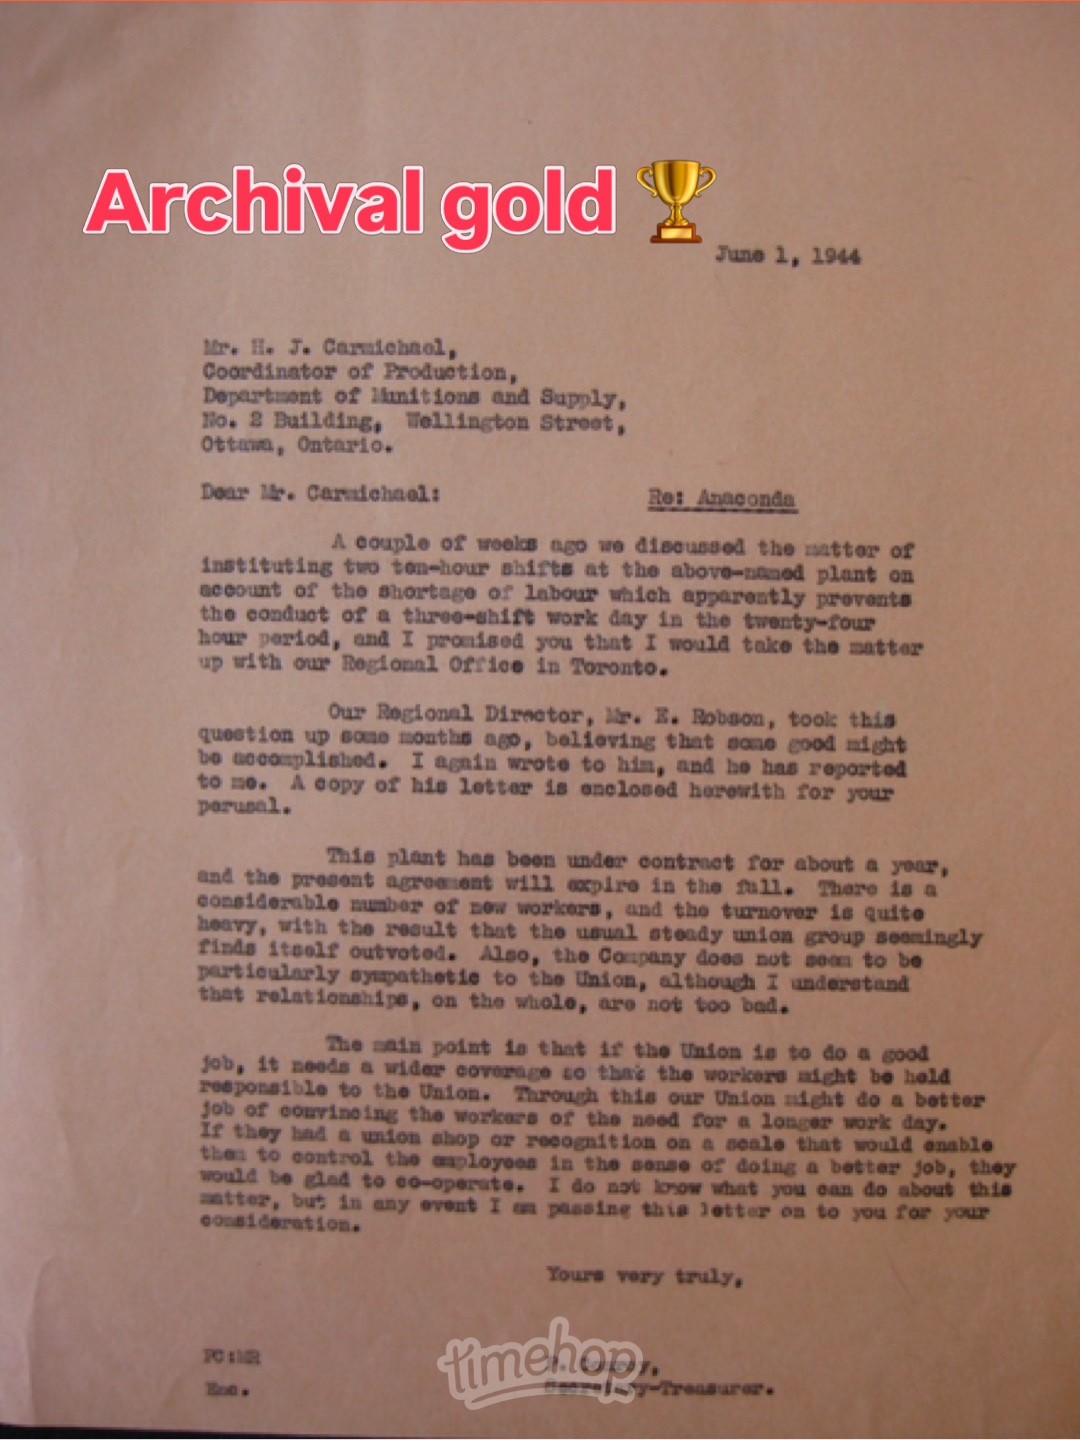 Archival gold 🏆
June 1, 1944
Mr. H. J. Carmichael,
Coordinator of Production,
Department of Munitions and Supply,
No. 2 Building, Wellington Street,
Ottawa, Ontario.
Dear Mr. Carmichael: Re: Anaconda
A couple of weeks ago we discussed the matter of
instituting two ten-hour shifts at the above-named plant on
account of the shortage of labour which apparently prevents
the conduct of a three-shift work day in the twenty-four
hour period, and I promised you that I would take the matter
up with our Regional Office in Toronto.
Our Regional Director, Mr. E. Robson, took this
question up some months ago, believing that some good might
be accomplished. I again wrote to him, and he has reported
to me. A copy of his letter is enclosed herewith for your
perusal.
This plant has been under contract for about a year,
and the present agreement will expire in the fall. There is a
considerable number of new workers, and the turnover is quite
heavy, with the result that the usual steady union group seemingly
finds itself outvoted. Also, the Company does not seem to be
particularly sympathetic to the Union, although I understand
that relationships, on the whole, are not too bad.
The main point is that if the Union is to do a good
job, it needs a wider coverage so that the workers might be held
responsible to the Union. Through this our Union might do a better
job of convincing the workers of the need for a longer work day.
If they had a union shop or recognition on a scale that would enable
them to control the employees in the sense of doing a better job, they
would be glad to co-operate. I do not know what you can do about this
matter, but in any event I am passing this letter on to you for your
consideration.
Yours very truly,
PC:MR
P. Conroy,
Enc.
Secretary-Treasurer.
timehop